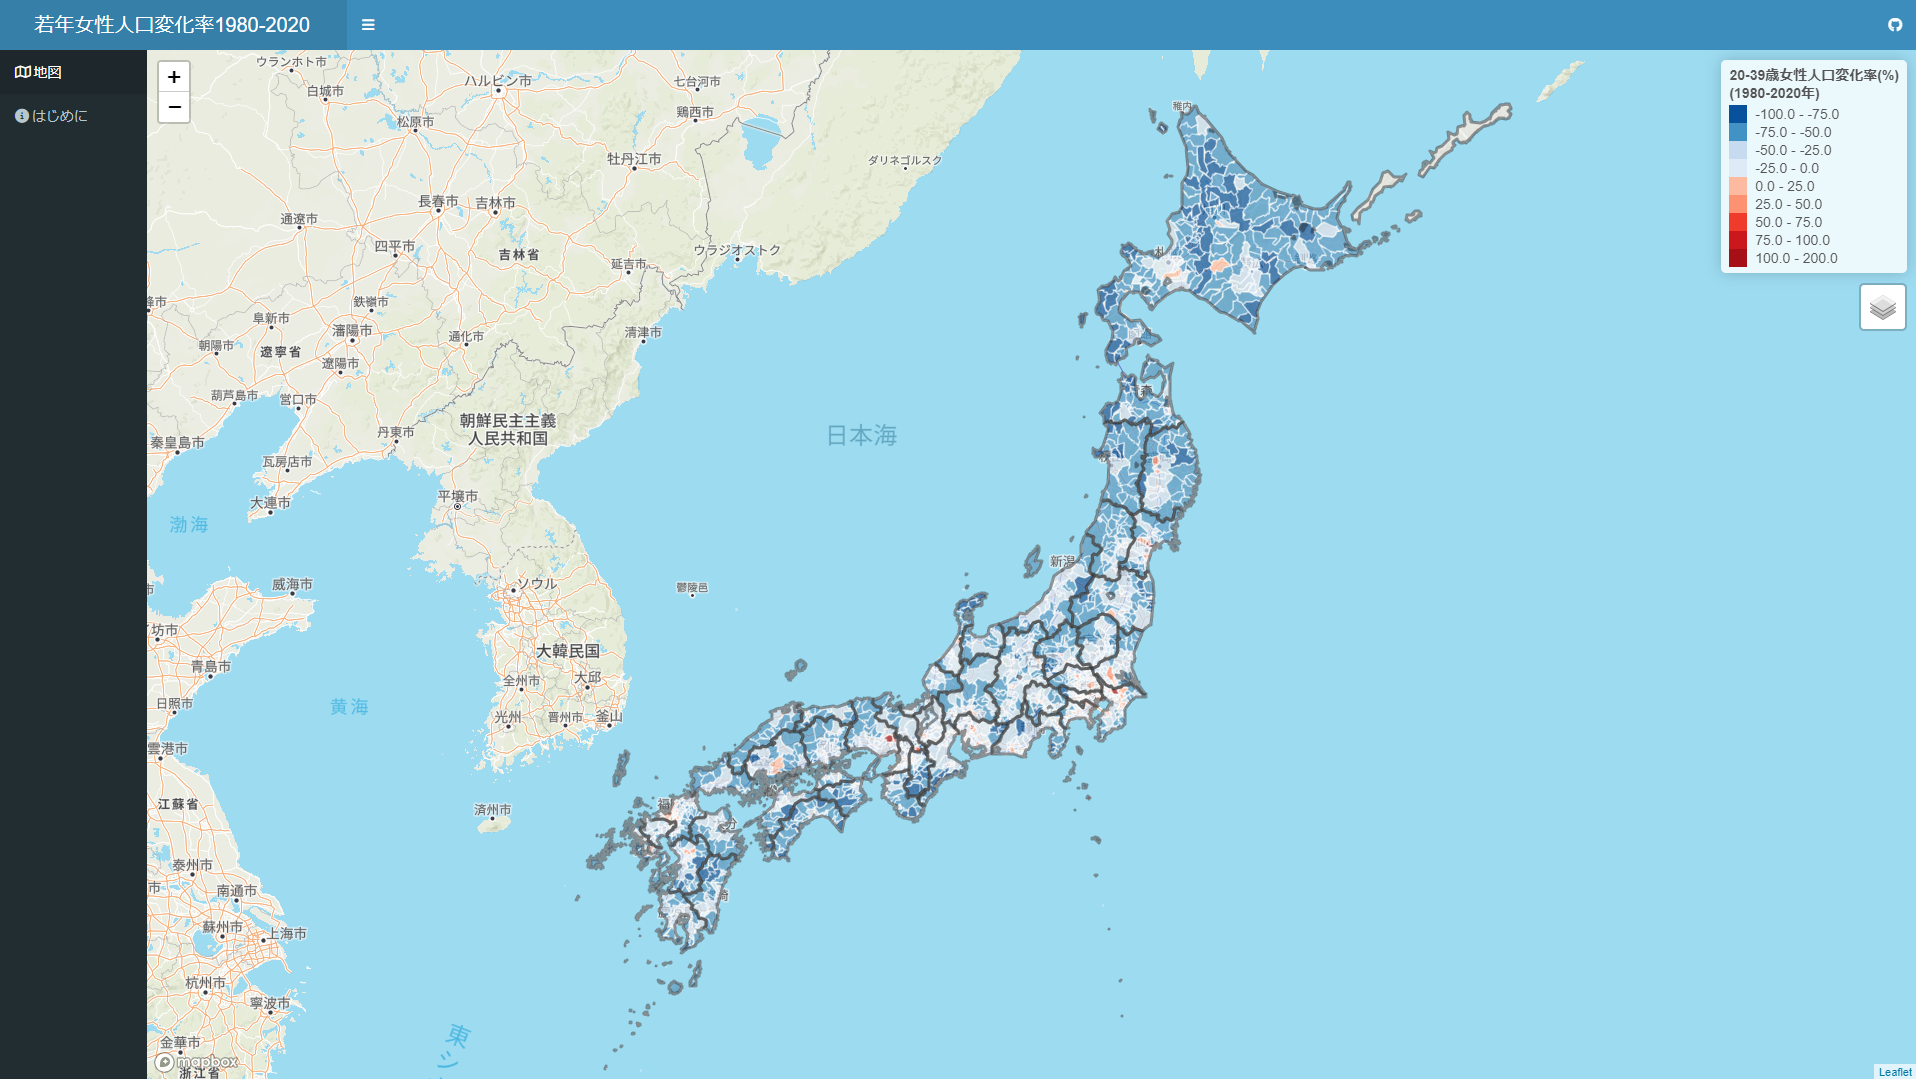 若年女性人口変化率1980-2020
地図
はじめに
+
−
20-39歳女性人口変化率(%)
(1980-2020年)
-100.0 - -75.0
-75.0 - -50.0
-50.0 - -25.0
-25.0 - 0.0
0.0 - 25.0
25.0 - 50.0
50.0 - 75.0
75.0 - 100.0
100.0 - 200.0
ウランホト市
白城市
ハルビン市
七台河市
鶏西市
松原市
牡丹江市
ダリネゴルスク
稚内
長春市
吉林市
通遼市
四平市
吉林省
ウラジオストク
延吉市
札
鉄嶺市
阜新市
瀋陽市
通化市
清津市
朝陽市
遼寧省
遼陽市
葫芦島市
営口市
森
丹東市
朝鮮民主主義
人民共和国
日本海
秦皇島市
瓦房店市
大連市
平壌市
渤海
新潟
威海市
ソウル
鬱陵邑
坊市
大韓民国
青島市
全州市
大邱
日照市
黄海
光州
晋州市
釜山
雲港市
江蘇省
済州市
福
分
泰州市
崎
南通市
蘇州市
上海市
杭州市
寧波市
東シ
金華市
浙江省
mapbox
Leaflet